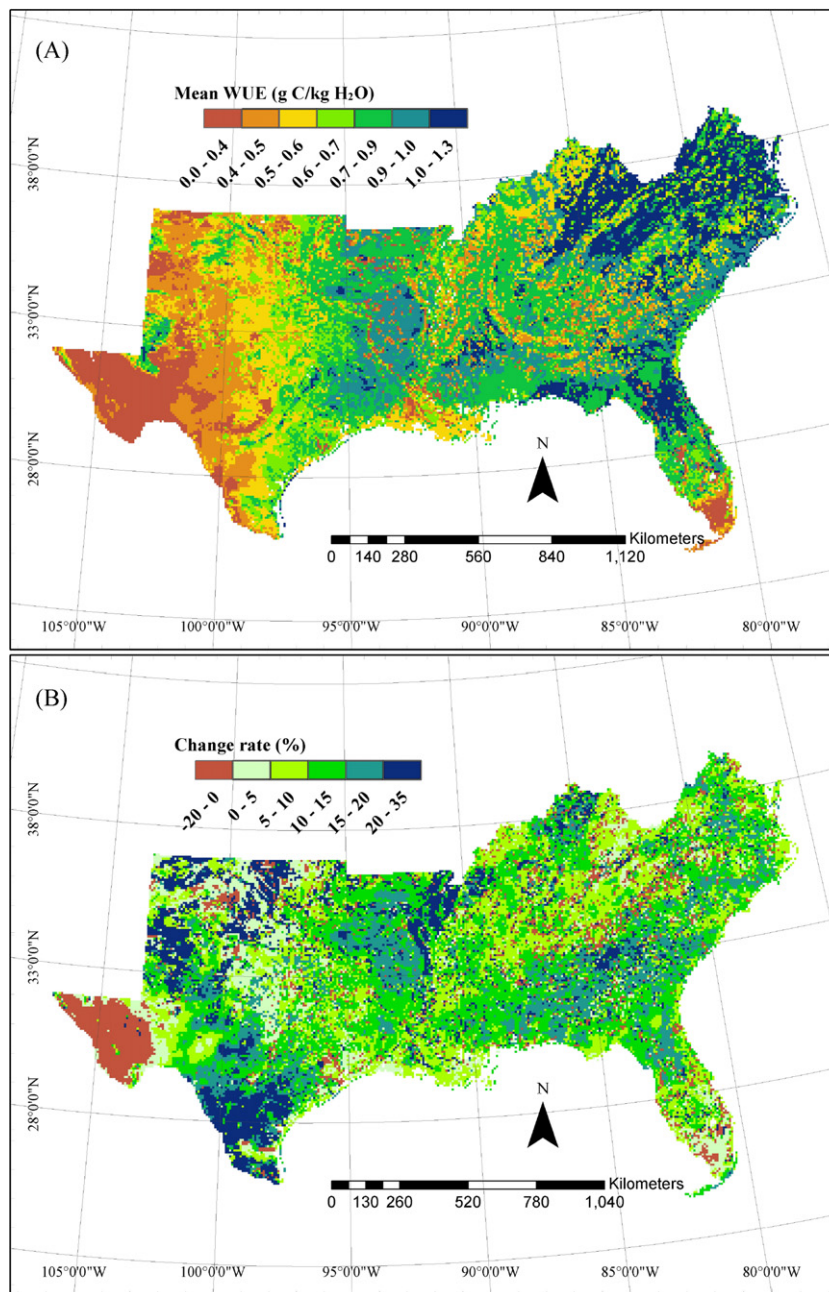 (A)
Mean WUE (g C/kg H₂O)
0.0 - 0.4
0.4 - 0.5
0.5 - 0.6
0.6 - 0.7
0.7 - 0.9
0.9 - 1.0
1.0 - 1.3
38°0'0"N
33°0'0"N
28°0'0"N
N
Kilometers
0 140 280 560 840 1,120
105°0'0"W 100°0'0"W 95°0'0"W 90°0'0"W 85°0'0"W 80°0'0"W
(B)
Change rate (%)
-20 - 0
0 - 5
5 - 10
10 - 15
15 - 20
20 - 35
38°0'0"N
33°0'0"N
28°0'0"N
N
Kilometers
0 130 260 520 780 1,040
105°0'0"W 100°0'0"W 95°0'0"W 90°0'0"W 85°0'0"W 80°0'0"W